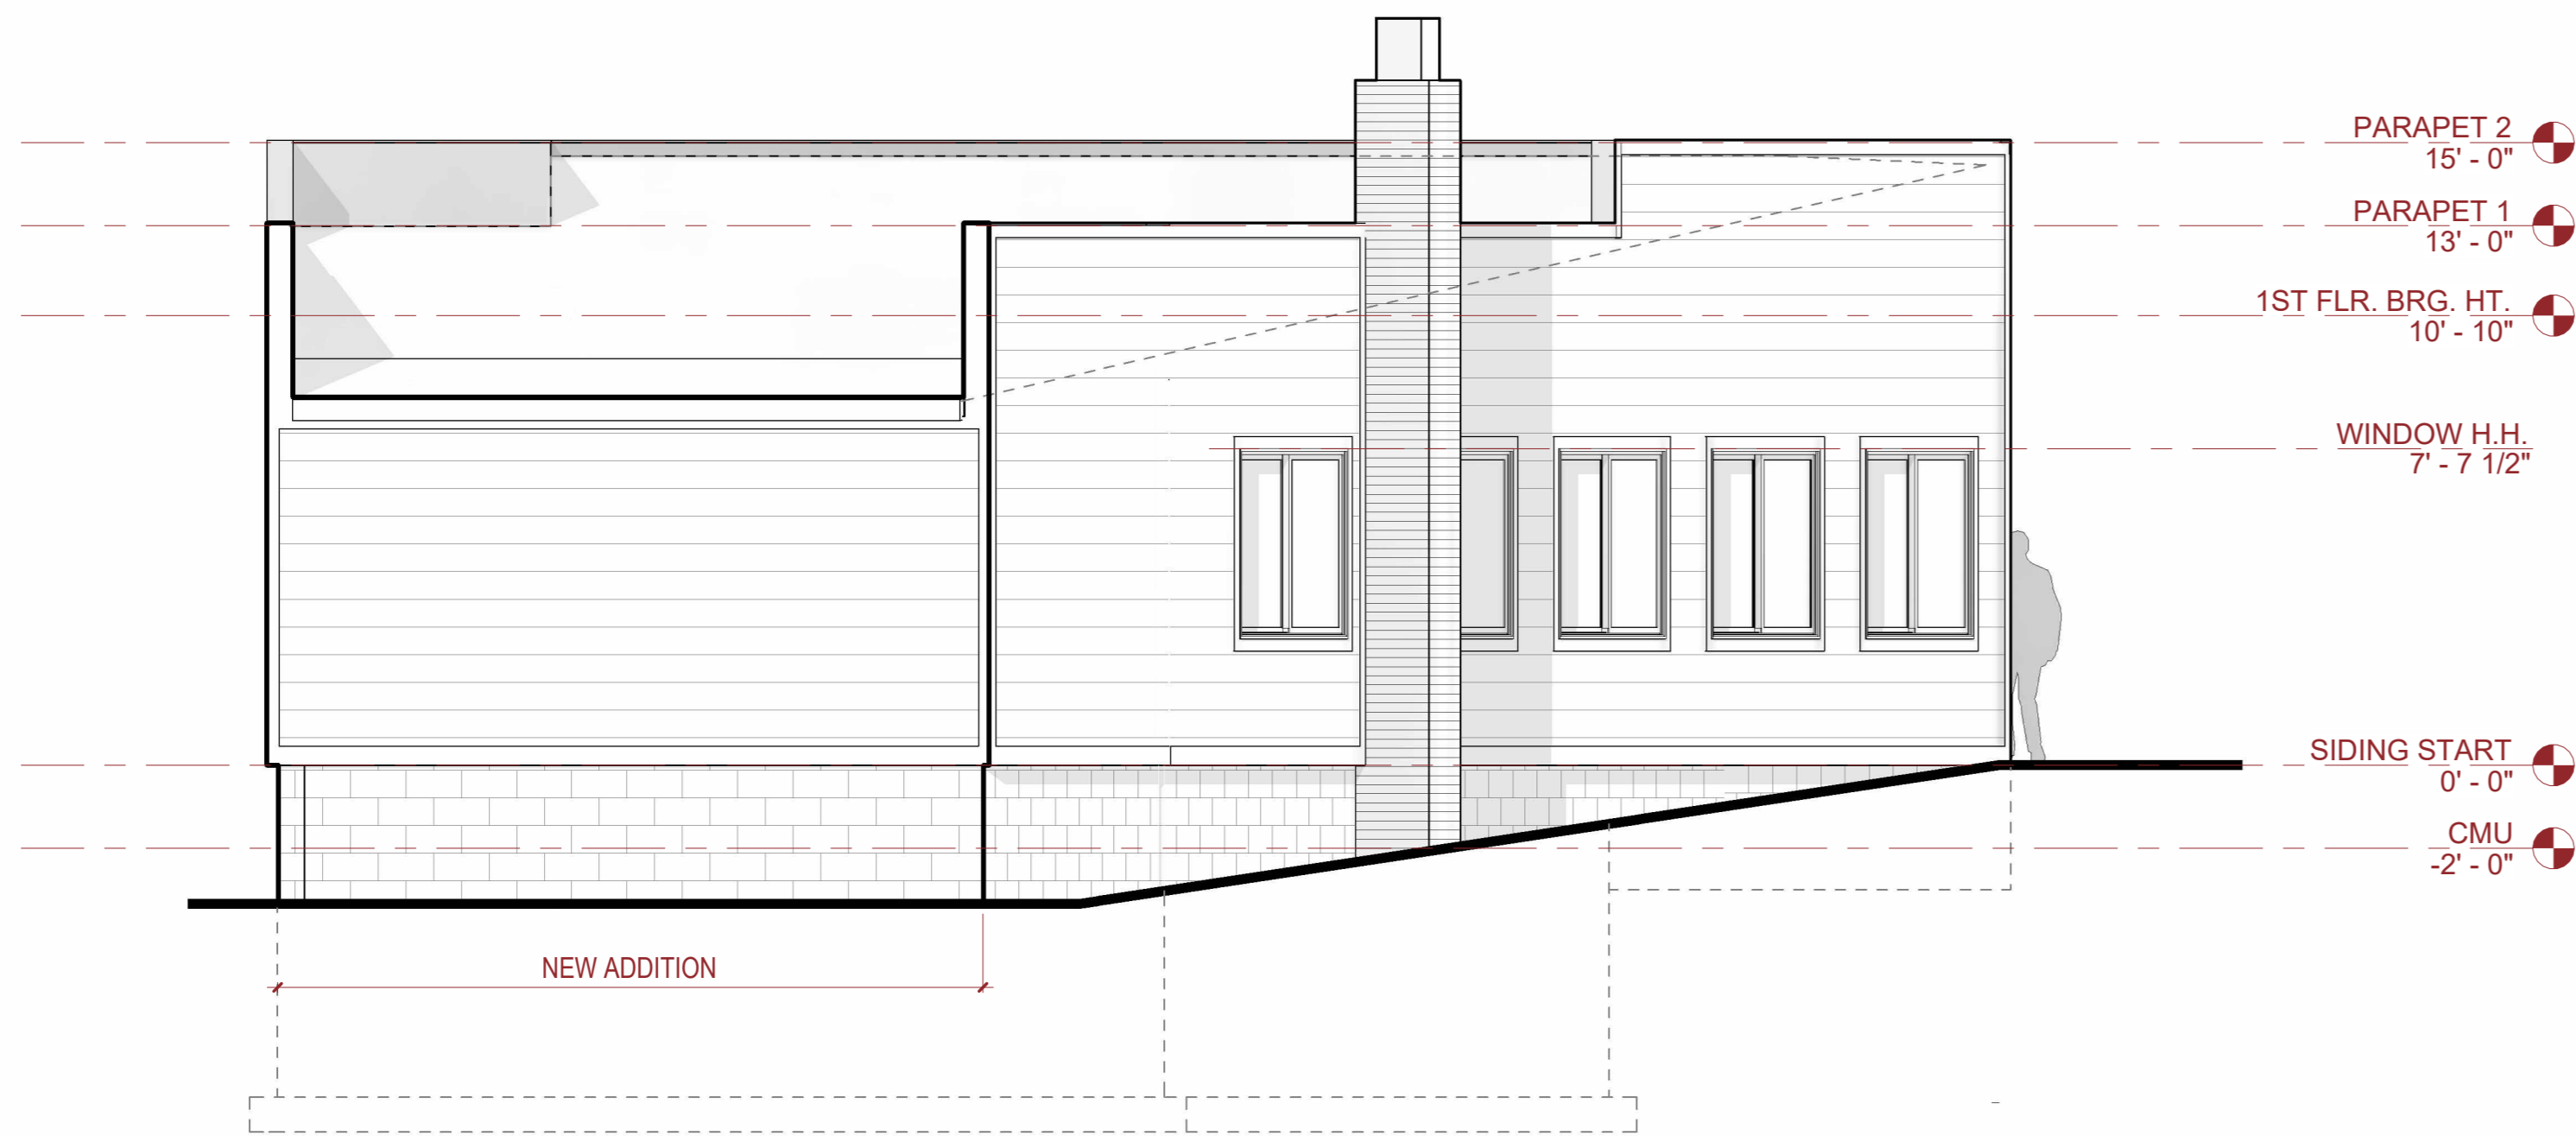 PARAPET 2
15' - 0"
PARAPET 1
13' - 0"
1ST FLR. BRG. HT.
10' - 10"
WINDOW H.H.
7' - 7 1/2"
SIDING START
0' - 0"
CMU
-2' - 0"
NEW ADDITION